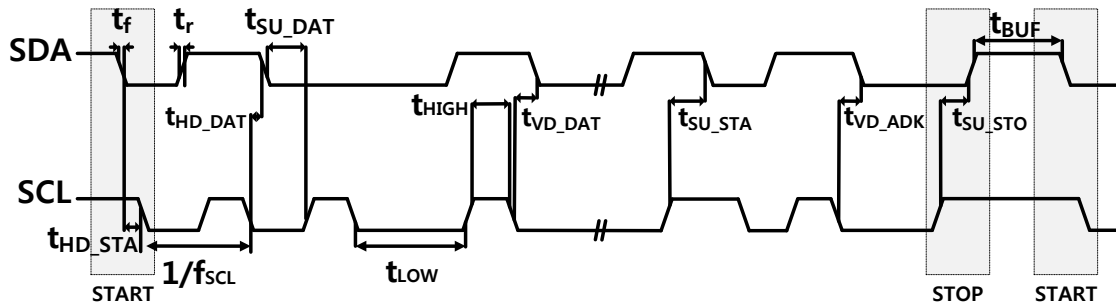 tf tr tSU_DAT tBUF
SDA
tHD_DAT tHIGH tVD_DAT tSU_STA tVD_ADK tSU_STO
SCL
tHD_STA 1/fSCL tLOW
START STOP START